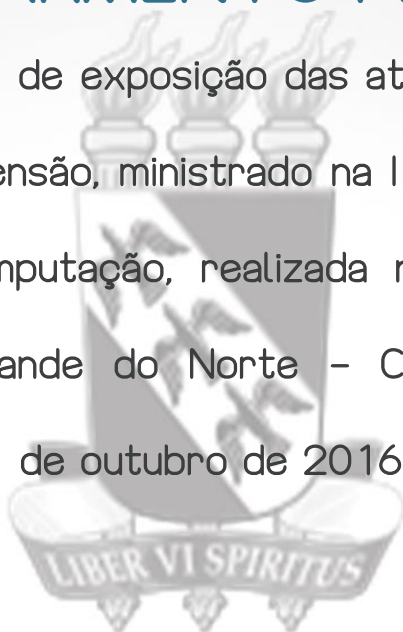 de exposição das at
ensão, ministrado na I
mputação, realizada
ande do Norte - C
de outubro de 2016
LIBER VI SPIRITUS